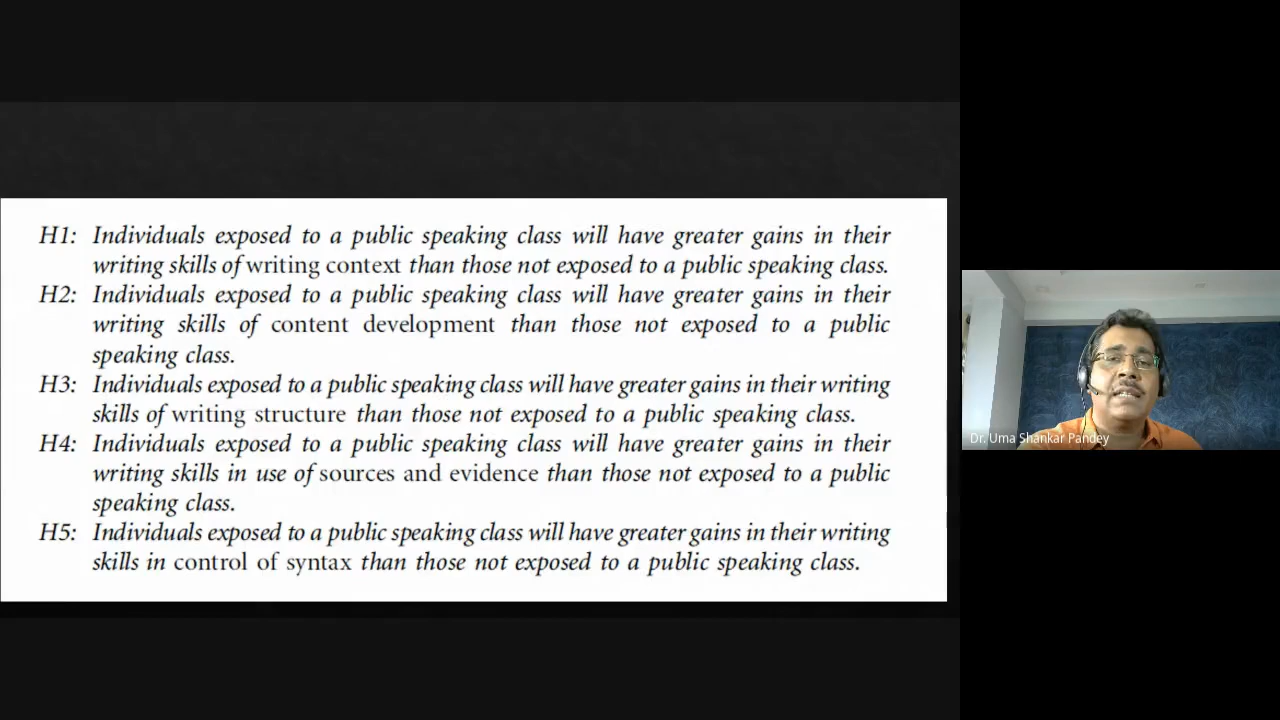 H1: Individuals exposed to a public speaking class will have greater gains in their
writing skills of writing context than those not exposed to a public speaking class.
H2: Individuals exposed to a public speaking class will have greater gains in their
writing skills of content development than those not exposed to a public
speaking class.
H3: Individuals exposed to a public speaking class will have greater gains in their writing
skills of writing structure than those not exposed to a public speaking class.
H4: Individuals exposed to a public speaking class will have greater gains in their
writing skills in use of sources and evidence than those not exposed to a public
speaking class.
H5: Individuals exposed to a public speaking class will have greater gains in their writing
skills in control of syntax than those not exposed to a public speaking class.
Dr. Uma Shankar Pandey